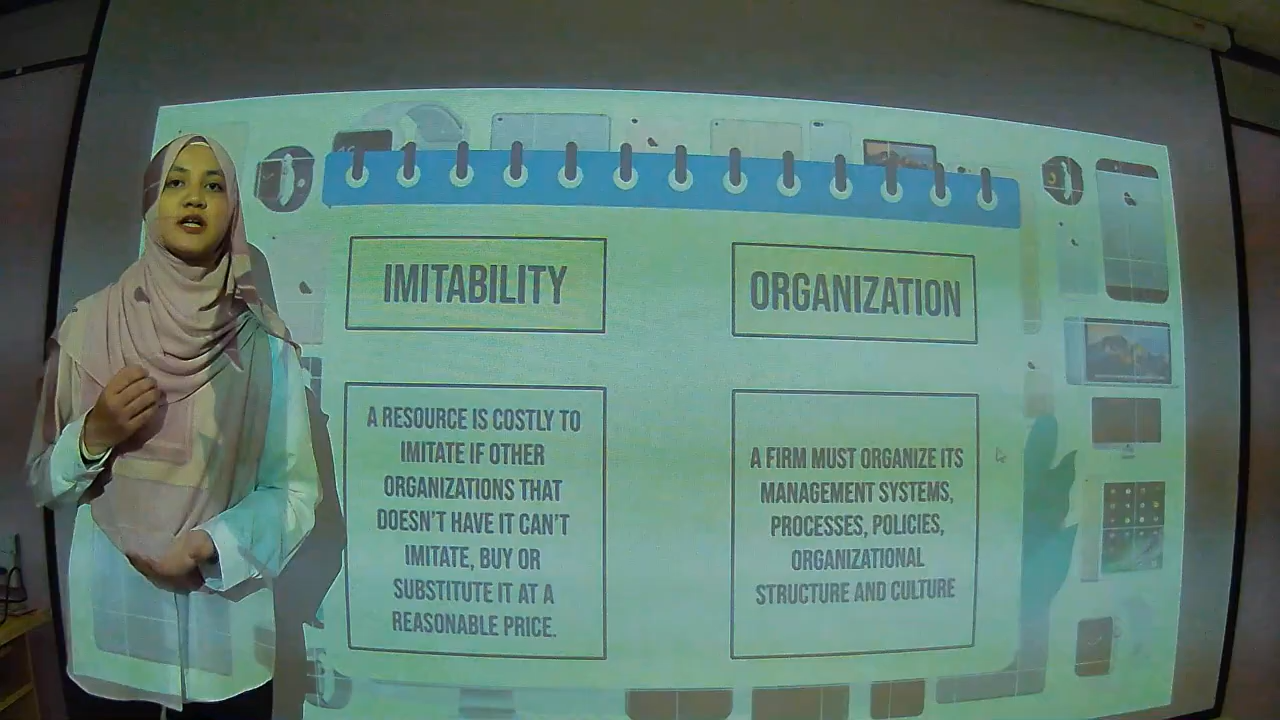 IMITABILITY
A RESOURCE IS COSTLY TO
IMITATE IF OTHER
ORGANIZATIONS THAT
DOESN'T HAVE IT CAN'T
IMITATE, BUY OR
SUBSTITUTE IT AT A
REASONABLE PRICE.
ORGANIZATION
A FIRM MUST ORGANIZE ITS
MANAGEMENT SYSTEMS,
PROCESSES, POLICIES,
ORGANIZATIONAL
STRUCTURE AND CULTURE